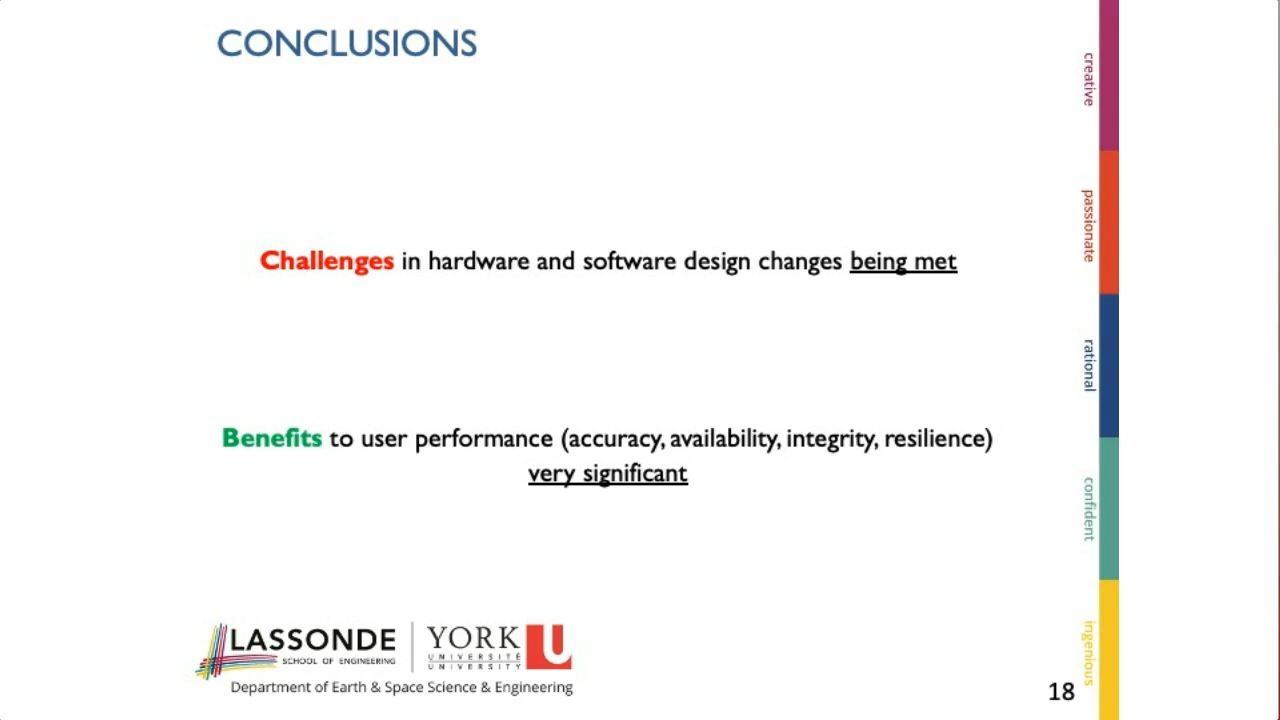 CONCLUSIONS
Challenges in hardware and software design changes being met
Benefits to user performance (accuracy, availability, integrity, resilience)
very significant
creative
passionate
rational
confident
ingenious
LASSONDE
SCHOOL OF ENGINEERING
YORK
UNIVERSITÉ
UNIVERSITY
U
Department of Earth & Space Science & Engineering
18